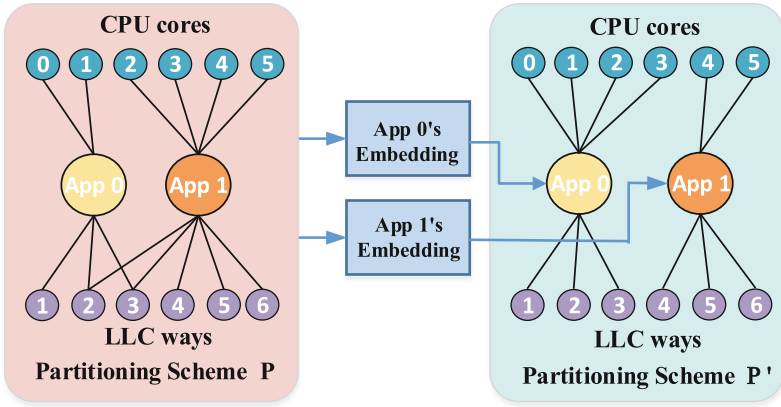 CPU cores
0 1 2 3 4 5
App 0 App 1
1 2 3 4 5 6
LLC ways
Partitioning Scheme P
App 0's
Embedding
App 1's
Embedding
CPU cores
0 1 2 3 4 5
App 0 App 1
1 2 3 4 5 6
LLC ways
Partitioning Scheme P'